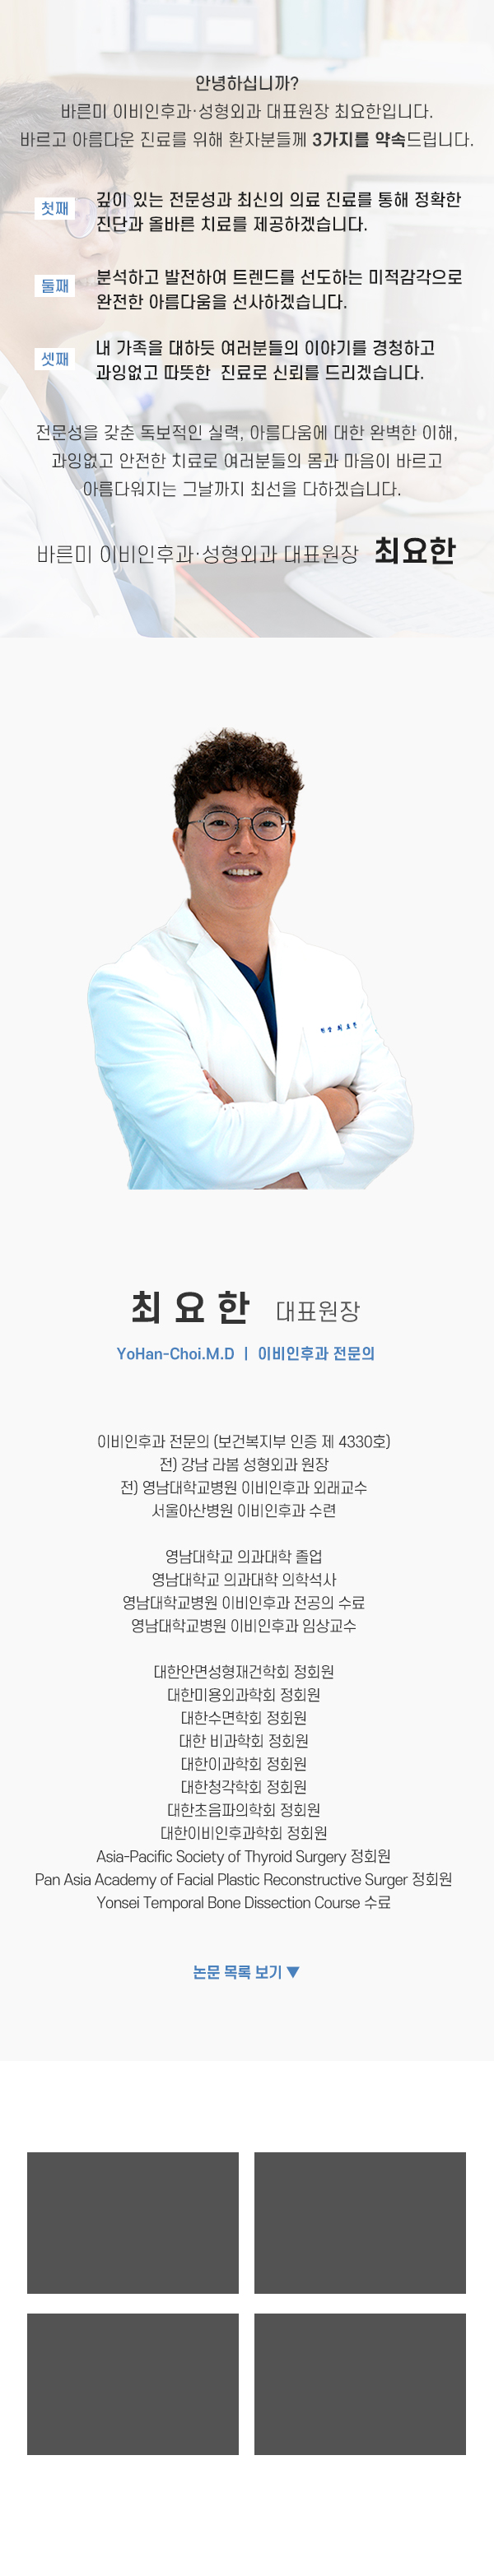 안녕하십니까?
바른미 이비인후과·성형외과 대표원장 최요한입니다.
바르고 아름다운 진료를 위해 환자분들께 3가지를 약속드립니다.
첫째
깊이 있는 전문성과 최신의 의료 진료를 통해 정확한
진단과 올바른 치료를 제공하겠습니다.
둘째
분석하고 발전하여 트렌드를 선도하는 미적감각으로
완전한 아름다움을 선사하겠습니다.
셋째
내 가족을 대하듯 여러분들의 이야기를 경청하고
과잉없고 따뜻한 진료로 신뢰를 드리겠습니다.
전문성을 갖춘 독보적인 실력, 아름다움에 대한 완벽한 이해,
과잉없고 안전한 치료로 여러분들의 몸과 마음이 바르고
아름다워지는 그날까지 최선을 다하겠습니다.
바른미 이비인후과·성형외과 대표원장 최요한
최요한 대표원장
YoHan-Choi.M.D | 이비인후과 전문의
이비인후과 전문의 (보건복지부 인증 제 4330호)
전) 강남 라봄 성형외과 원장
전) 영남대학교병원 이비인후과 외래교수
서울아산병원 이비인후과 수련
영남대학교 의과대학 졸업
영남대학교 의과대학 의학석사
영남대학교병원 이비인후과 전공의 수료
영남대학교병원 이비인후과 임상교수
대한안면성형재건학회 정회원
대한미용외과학회 정회원
대한수면학회 정회원
대한 비과학회 정회원
대한이과학회 정회원
대한청각학회 정회원
대한초음파의학회 정회원
대한이비인후과학회 정회원
Asia-Pacific Society of Thyroid Surgery 정회원
Pan Asia Academy of Facial Plastic Reconstructive Surger 정회원
Yonsei Temporal Bone Dissection Course 수료
논문 목록 보기 ▼